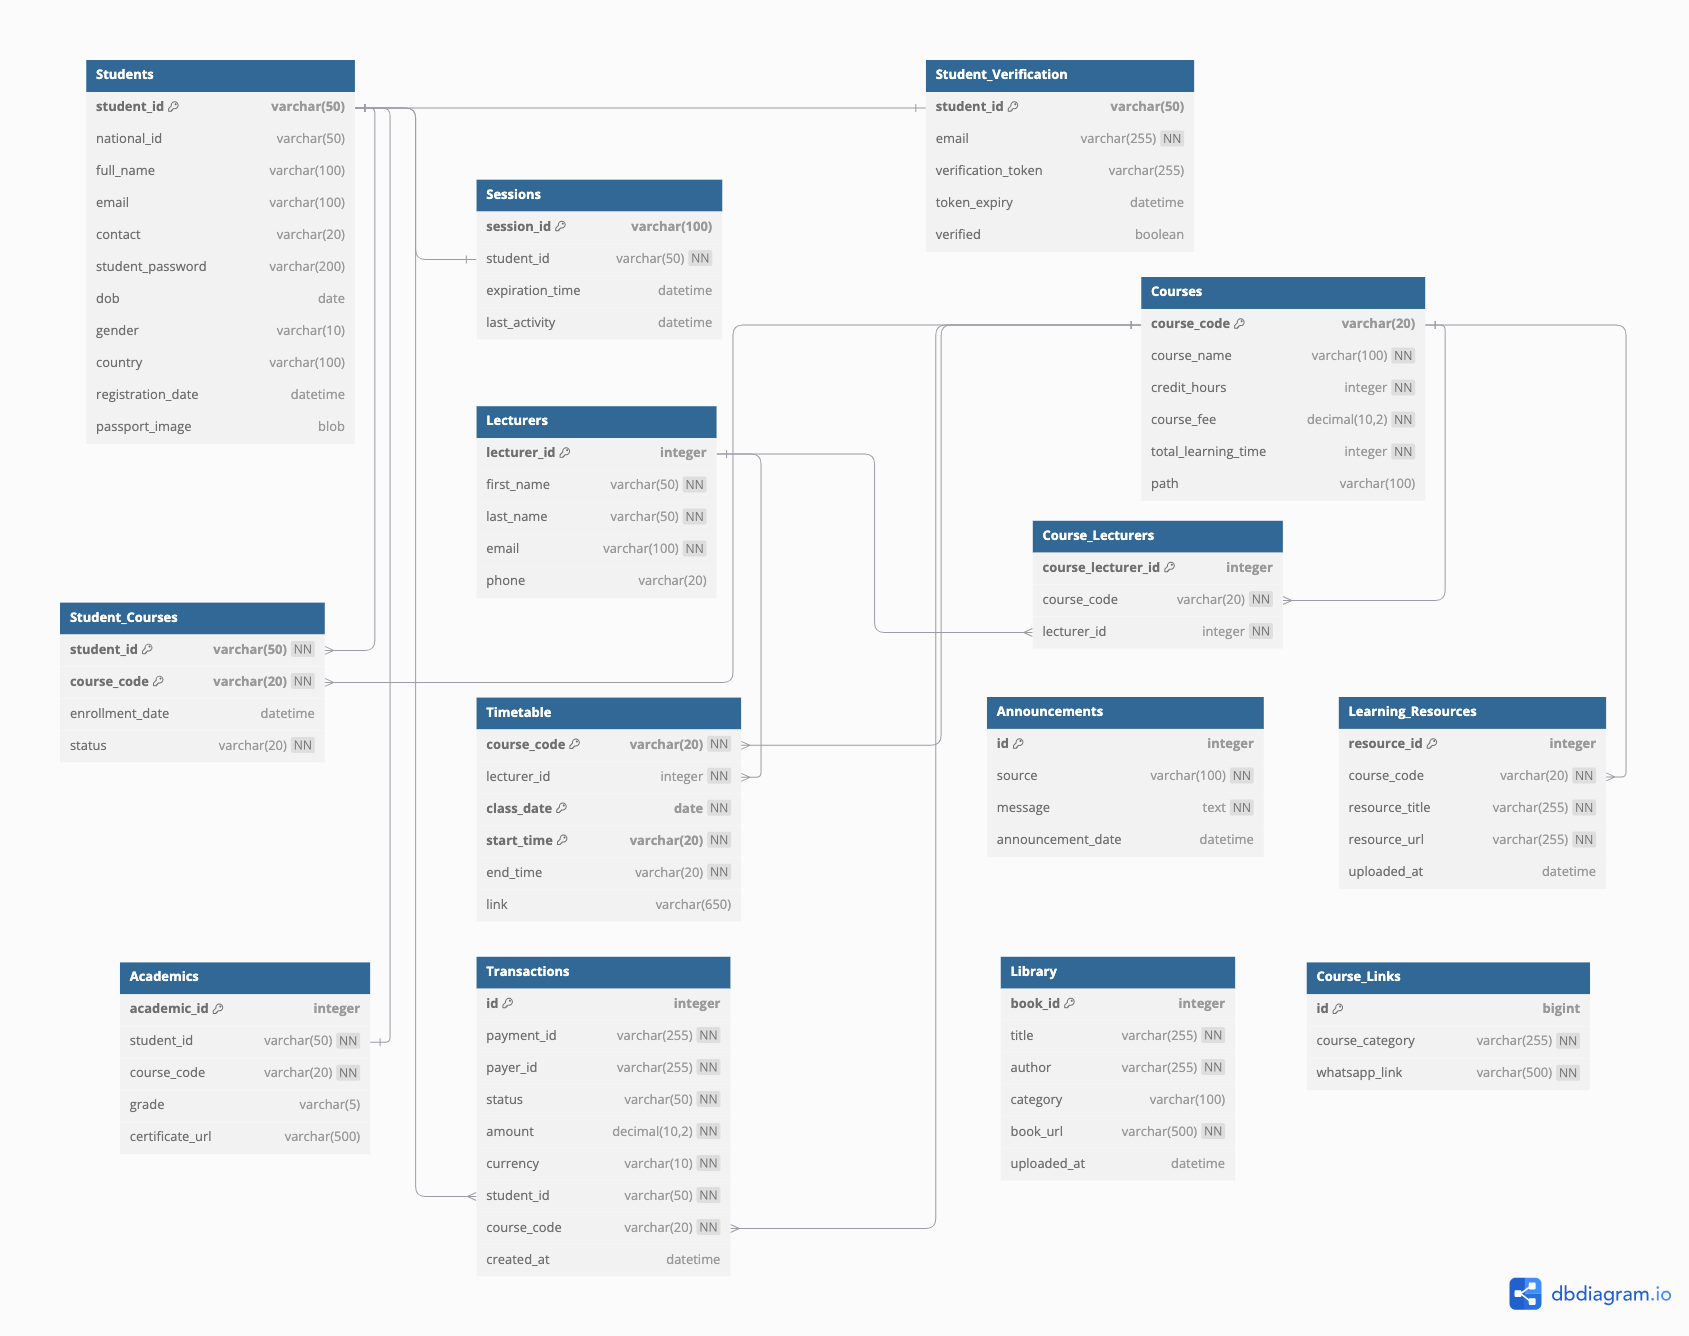 Students
student_id varchar(50)
national_id varchar(50)
full_name varchar(100)
email varchar(100)
contact varchar(20)
student_password varchar(200)
dob date
gender varchar(10)
country varchar(100)
registration_date datetime
passport_image blob
Student_Verification
student_id varchar(50)
email varchar(255) NN
verification_token varchar(255)
token_expiry datetime
verified boolean
Sessions
session_id varchar(100)
student_id varchar(50) NN
expiration_time datetime
last_activity datetime
Courses
course_code varchar(20)
course_name varchar(100) NN
credit_hours integer NN
course_fee decimal(10,2) NN
total_learning_time integer NN
path varchar(100)
Lecturers
lecturer_id integer
first_name varchar(50) NN
last_name varchar(50) NN
email varchar(100) NN
phone varchar(20)
Course_Lecturers
course_lecturer_id integer
course_code varchar(20) NN
lecturer_id integer NN
Student_Courses
student_id varchar(50) NN
course_code varchar(20) NN
enrollment_date datetime
status varchar(20) NN
Timetable
course_code varchar(20) NN
lecturer_id integer NN
class_date date NN
start_time varchar(20) NN
end_time varchar(20) NN
link varchar(650)
Announcements
id integer
source varchar(100) NN
message text NN
announcement_date datetime
Learning_Resources
resource_id integer
course_code varchar(20) NN
resource_title varchar(255) NN
resource_url varchar(255) NN
uploaded_at datetime
Academics
academic_id integer
student_id varchar(50) NN
course_code varchar(20) NN
grade varchar(5)
certificate_url varchar(500)
Transactions
id integer
payment_id varchar(255) NN
payer_id varchar(255) NN
status varchar(50) NN
amount decimal(10,2) NN
currency varchar(10) NN
student_id varchar(50) NN
course_code varchar(20) NN
created_at datetime
Library
book_id integer
title varchar(255) NN
author varchar(255) NN
category varchar(100)
book_url varchar(500) NN
uploaded_at datetime
Course_Links
id bigint
course_category varchar(255) NN
whatsapp_link varchar(500) NN
dbdiagram.io